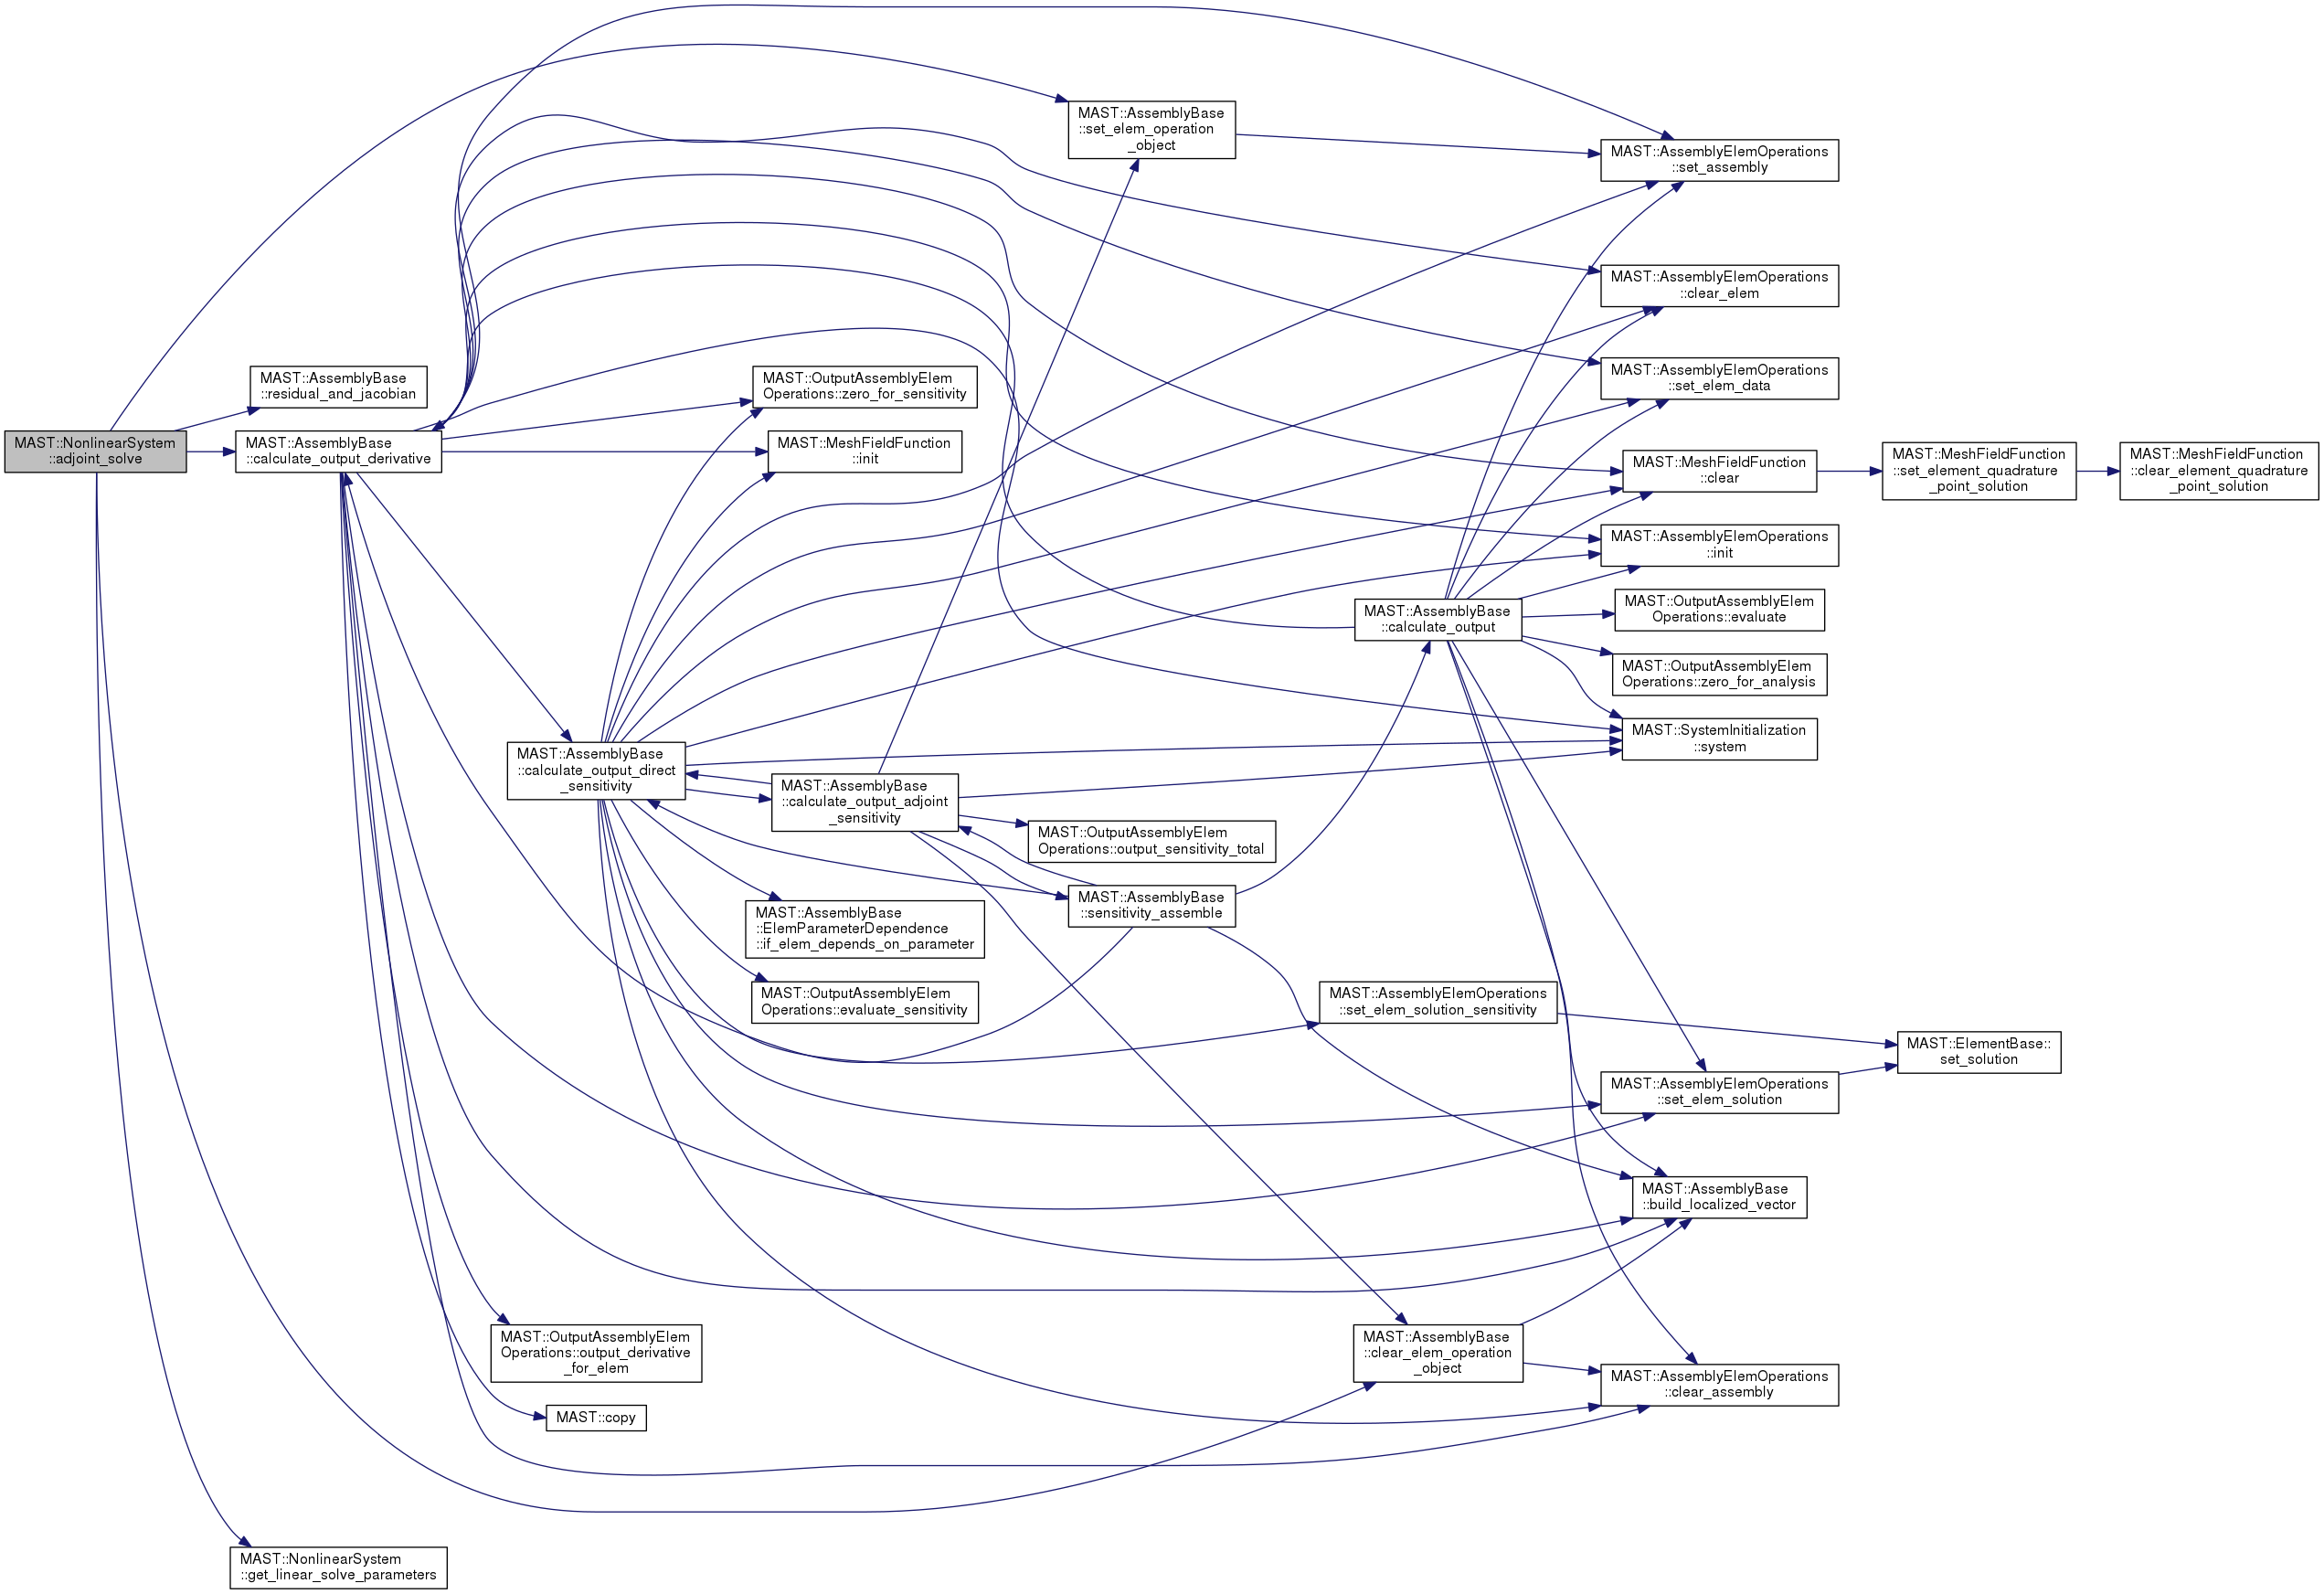 MAST::NonlinearSystem
::adjoint_solve
MAST::AssemblyBase
::residual_and_jacobian
MAST::AssemblyBase
::calculate_output_derivative
MAST::NonlinearSystem
::get_linear_solve_parameters
MAST::AssemblyBase
::calculate_output_direct
_sensitivity
MAST::OutputAssemblyElem
Operations::output_derivative
_for_elem
MAST::copy
MAST::OutputAssemblyElem
Operations::zero_for_sensitivity
MAST::MeshFieldFunction
::init
MAST::AssemblyBase
::calculate_output_adjoint
_sensitivity
MAST::AssemblyBase
::ElemParameterDependence
::if_elem_depends_on_parameter
MAST::OutputAssemblyElem
Operations::evaluate_sensitivity
MAST::AssemblyBase
::set_elem_operation
_object
MAST::OutputAssemblyElem
Operations::output_sensitivity_total
MAST::AssemblyBase
::sensitivity_assemble
MAST::AssemblyBase
::calculate_output
MAST::AssemblyElemOperations
::set_elem_solution_sensitivity
MAST::AssemblyBase
::clear_elem_operation
_object
MAST::AssemblyElemOperations
::set_assembly
MAST::AssemblyElemOperations
::clear_elem
MAST::AssemblyElemOperations
::set_elem_data
MAST::MeshFieldFunction
::clear
MAST::AssemblyElemOperations
::init
MAST::OutputAssemblyElem
Operations::evaluate
MAST::OutputAssemblyElem
Operations::zero_for_analysis
MAST::SystemInitialization
::system
MAST::AssemblyElemOperations
::set_elem_solution
MAST::AssemblyBase
::build_localized_vector
MAST::AssemblyElemOperations
::clear_assembly
MAST::MeshFieldFunction
::set_element_quadrature
_point_solution
MAST::ElementBase::
set_solution
MAST::MeshFieldFunction
::clear_element_quadrature
_point_solution